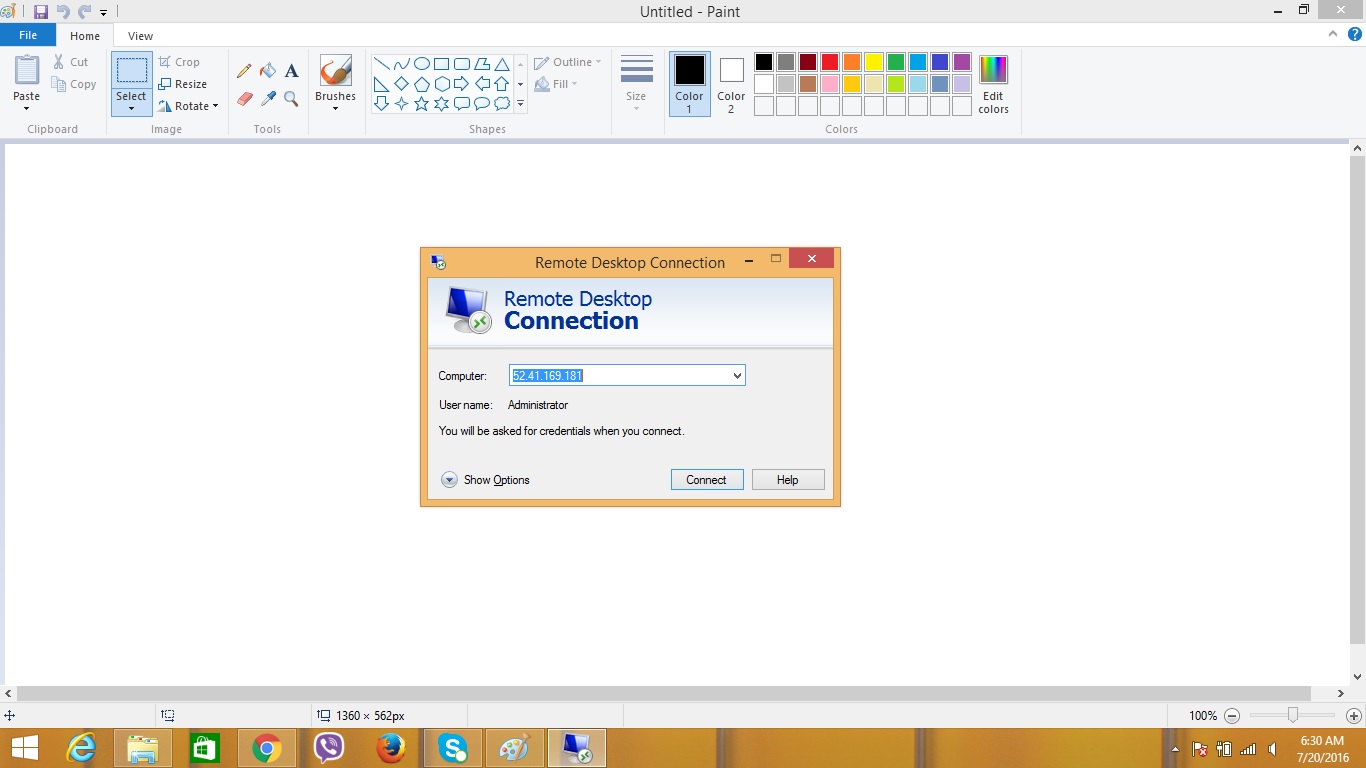 Untitled - Paint
File Home View
Cut
Copy
Paste
Clipboard
Select
Crop
Resize
Rotate
Image
Tools
Brushes
Outline
Fill
Shapes
Size
Color 1
Color 2
Edit colors
Colors
Remote Desktop Connection
Remote Desktop
Connection
Computer: 52.41.169.181
User name: Administrator
You will be asked for credentials when you connect.
Show Options Connect Help
1360 × 562px 100%
6:30 AM
7/20/2016